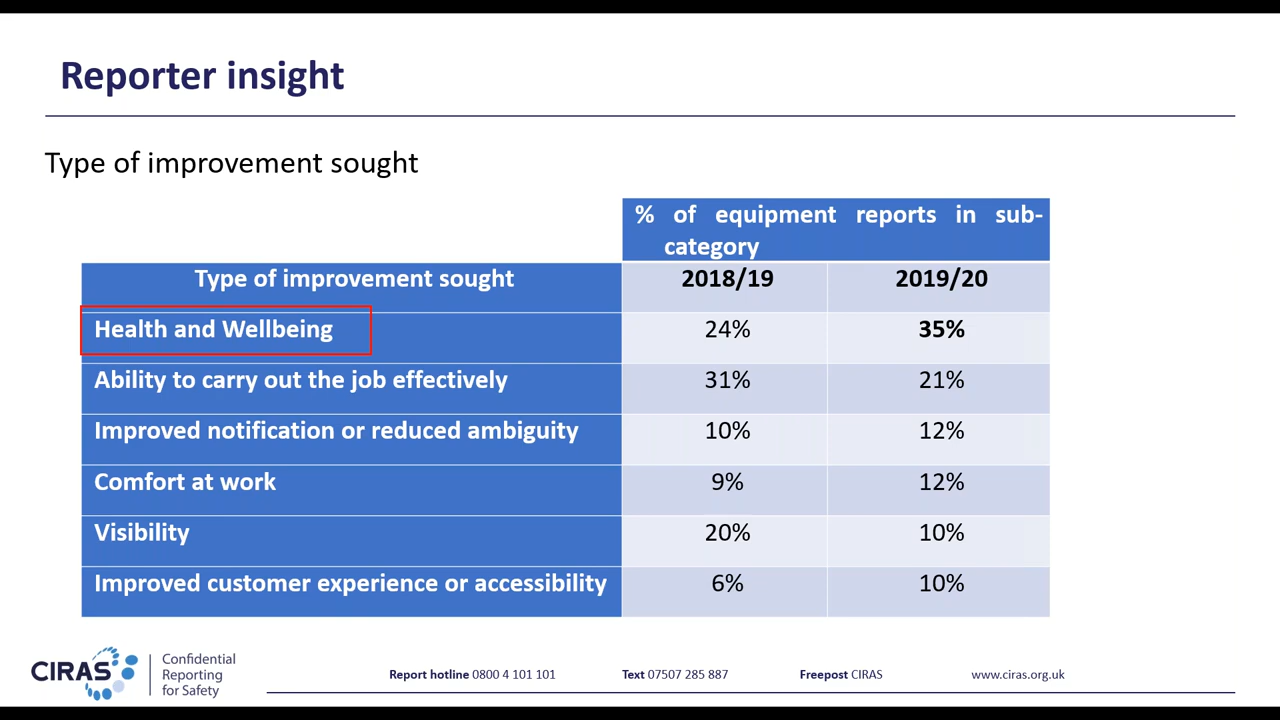 Reporter insight
Type of improvement sought
% of equipment reports in sub-
category
Type of improvement sought 2018/19 2019/20
Health and Wellbeing 24% 35%
Ability to carry out the job effectively 31% 21%
Improved notification or reduced ambiguity 10% 12%
Comfort at work 9% 12%
Visibility 20% 10%
Improved customer experience or accessibility 6% 10%
CIRAS
Confidential
Reporting
for Safety
Report hotline 0800 4 101 101 Text 07507 285 887 Freepost CIRAS www.ciras.org.uk